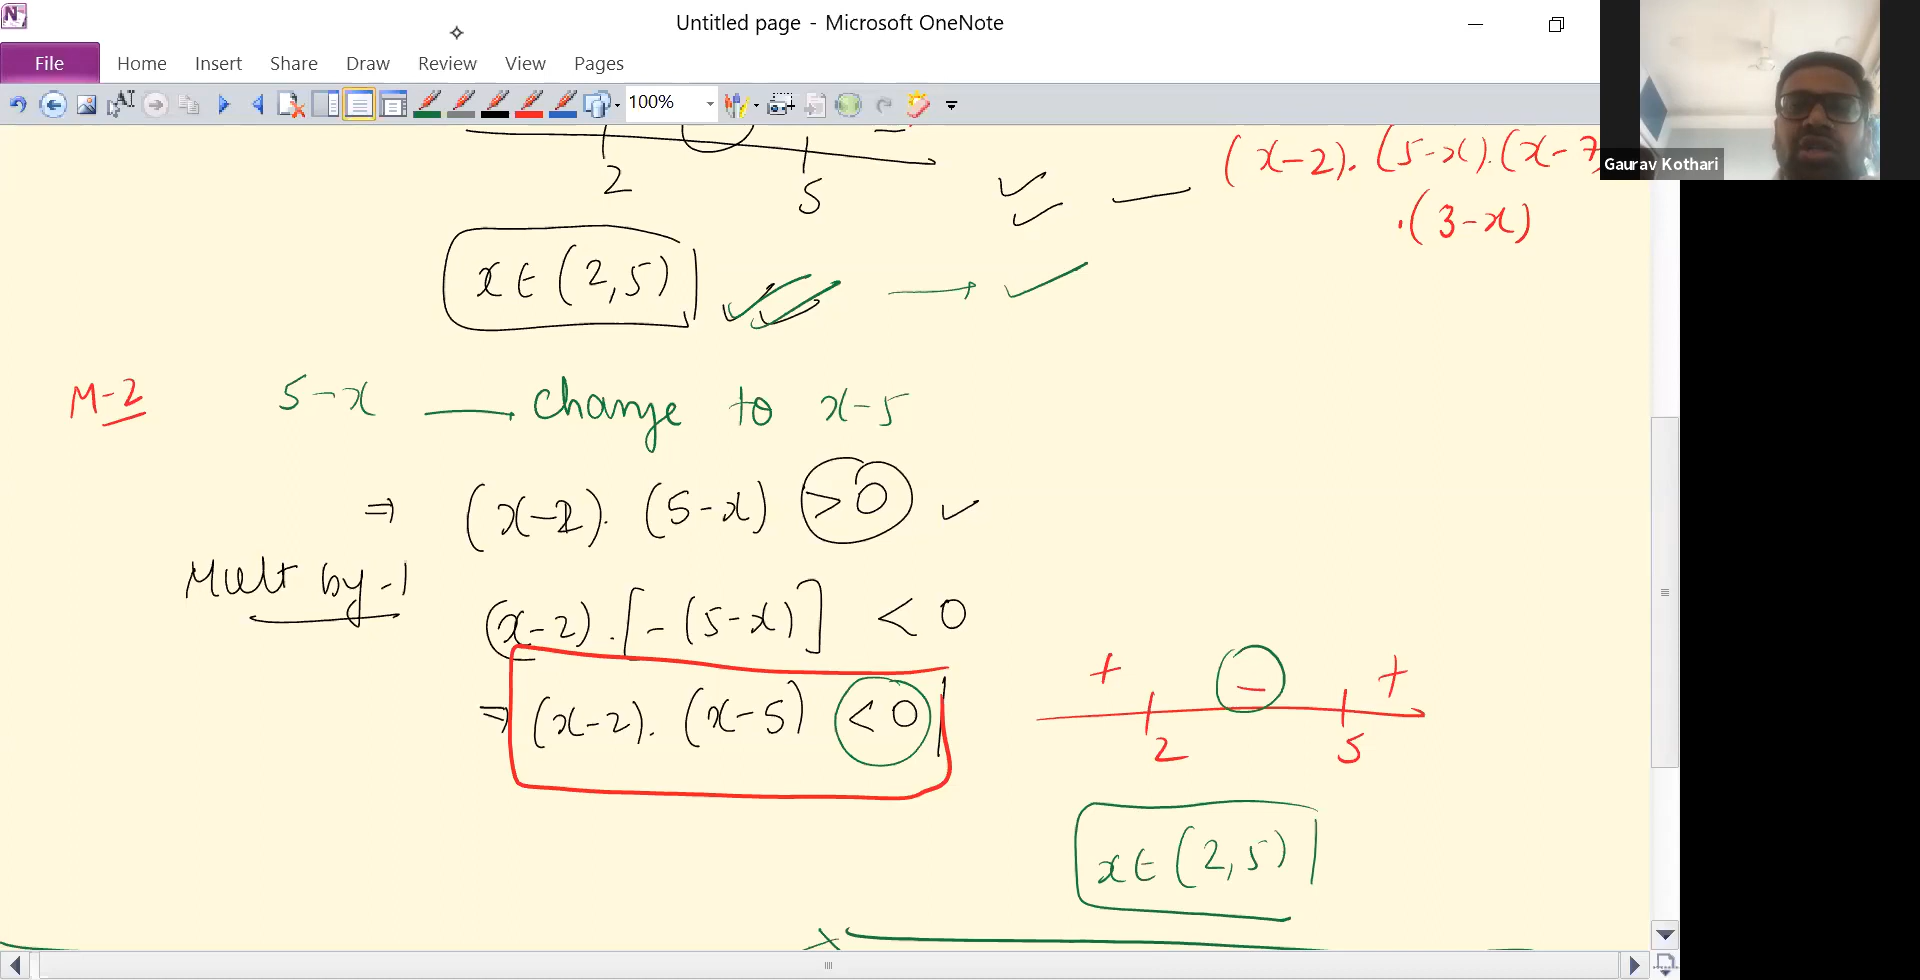 Untitled page - Microsoft OneNote
File Home Insert Share Draw Review View Pages
100%
Gaurav Kothari
2 5
(x-2). (5-x).(x-7
.(3-x)
x∈(2,5)
M-2 5-x — change to x-5
⇒ (x-2). (5-x) >0
Mult by -1
(x-2).[-(5-x)] < 0
⇒ (x-2). (x-5) <0
+ - +
2 5
x∈(2,5)